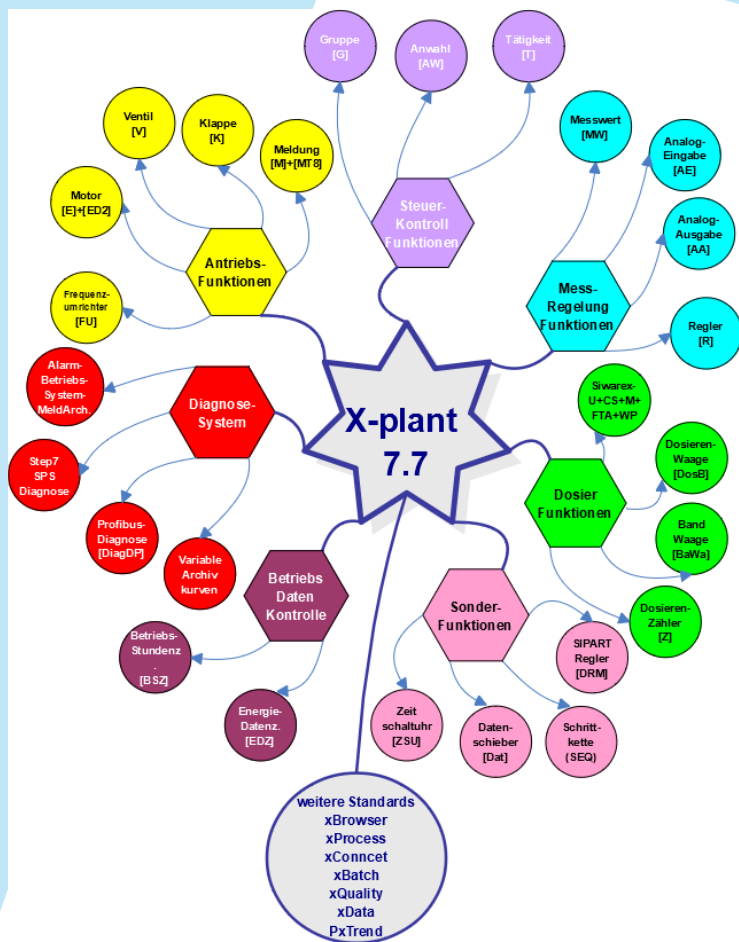 Gruppe
[G]
Anwahl
[AW]
Tätigkeit
[T]
Ventil
[V]
Klappe
[K]
Meldung
[M]+[MT8]
Motor
[E]+[EDZ]
Frequenz-
umrichter
[FU]
Antriebs-
Funktionen
Steuer-
Kontroll
Funktionen
Messwert
[MW]
Analog-
Eingabe
[AE]
Analog-
Ausgabe
[AA]
Regler
[R]
Mess-
Regelung
Funktionen
Alarm-
Betriebs-
System-
MeldArch.
Step7
SPS
Diagnose
Profibus-
Diagnose
[DiagDP]
Variable
Archiv
kurven
Diagnose-
System
X-plant
7.7
Siwarex-
U+CS+M+
FTA+WP
Dosieren-
Waage
[DosB]
Band
Waage
[BaWa]
Dosieren-
Zähler
[Z]
Dosier
Funktionen
Betriebs
Daten
Kontrolle
Betriebs-
Stundenz
.
[BSZ]
Energie-
Datenz.
[EDZ]
Sonder-
Funktionen
SIPART
Regler
[DRM]
Zeit
schaltuhr
[ZSU]
Daten-
schieber
[Dat]
Schritt-
kette
(SEQ)
weitere Standards
xBrowser
xProcess
xConncet
xBatch
xQuality
xData
PxTrend